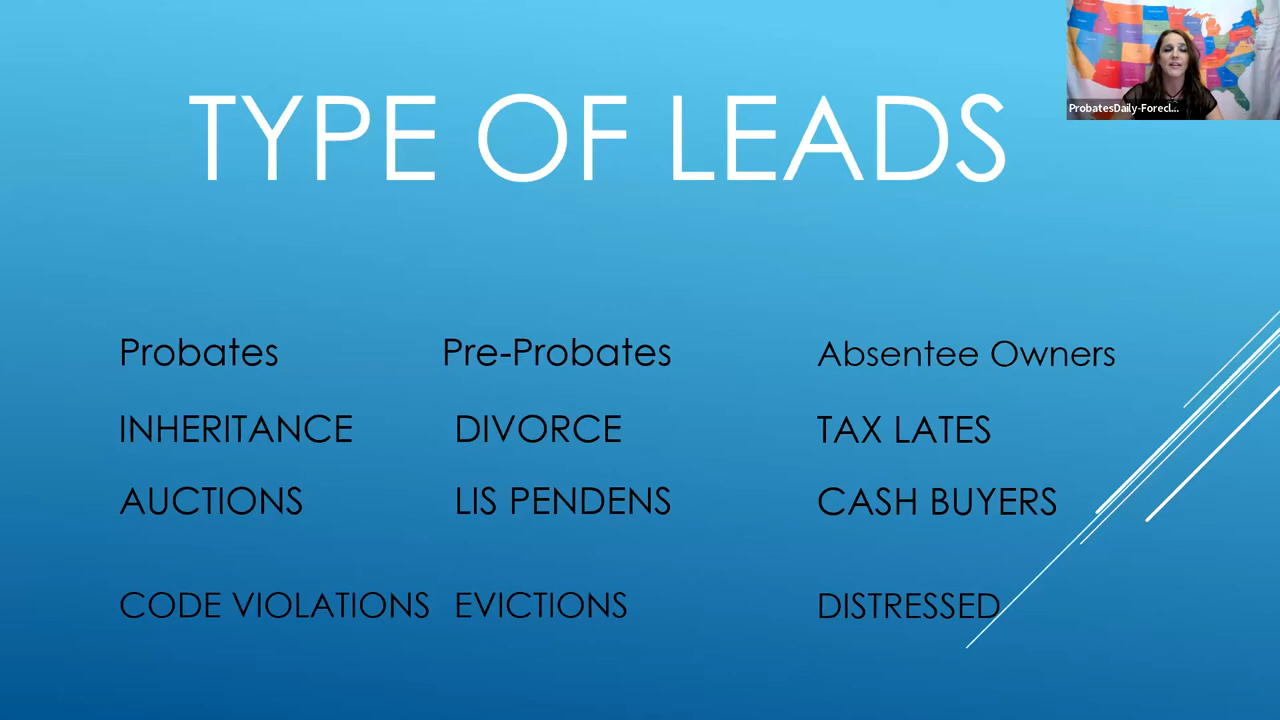 TYPE OF LEADS
ProbatesDaily-Forecl...
Probates Pre-Probates Absentee Owners
INHERITANCE DIVORCE TAX LATES
AUCTIONS LIS PENDENS CASH BUYERS
CODE VIOLATIONS EVICTIONS DISTRESSED